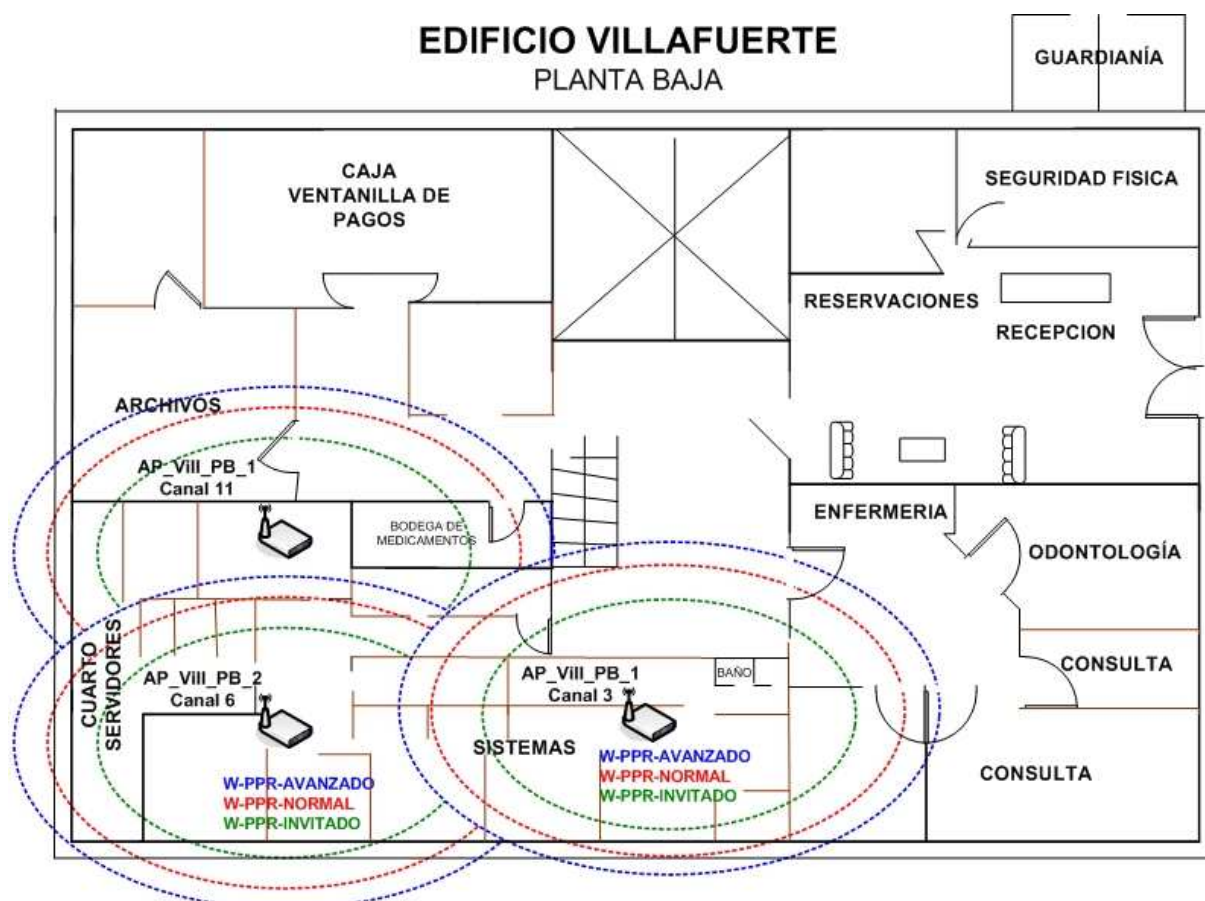 EDIFICIO VILLAFUERTE
PLANTA BAJA
GUARDIANÍA
CAJA
VENTANILLA DE
PAGOS
SEGURIDAD FISICA
RESERVACIONES
RECEPCION
ARCHIVOS
AP_Vill_PB_1
Canal 11
BODEGA DE
MEDICAMENTOS
ENFERMERIA
ODONTOLOGÍA
CUARTO
SERVIDORES
AP_Vill_PB_2
Canal 6
AP_Vill_PB_1
Canal 3
BAÑO
CONSULTA
SISTEMAS
W-PPR-AVANZADO
W-PPR-NORMAL
W-PPR-INVITADO
W-PPR-AVANZADO
W-PPR-NORMAL
W-PPR-INVITADO
CONSULTA